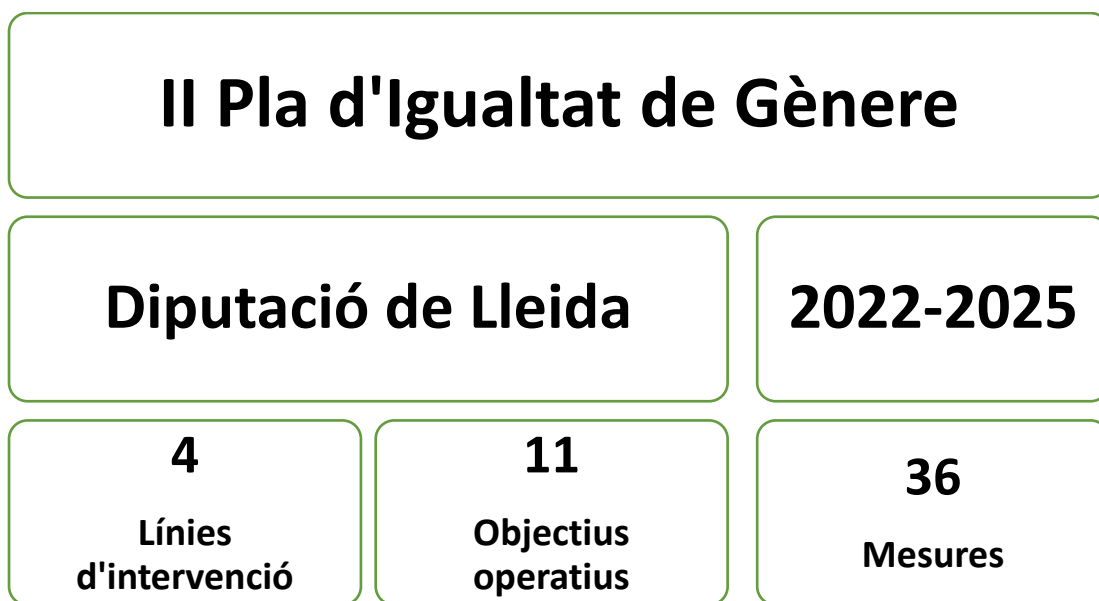 II Pla d'Igualtat de Gènere
Diputació de Lleida
2022-2025
4
Línies
d'intervenció
11
Objectius
operatius
36
Mesures